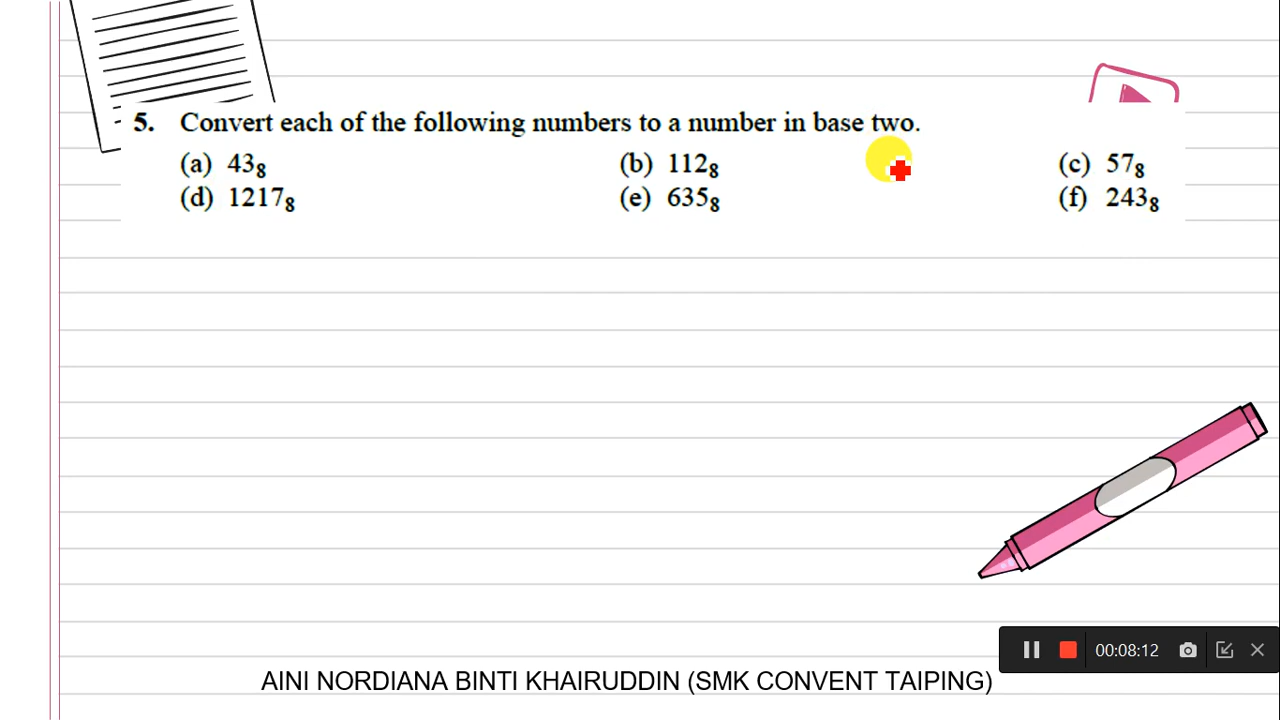 5. Convert each of the following numbers to a number in base two.
(a) 43₈ (b) 112₈ (c) 57₈
(d) 1217₈ (e) 635₈ (f) 243₈
00:08:12
AINI NORDIANA BINTI KHAIRUDDIN (SMK CONVENT TAIPING)